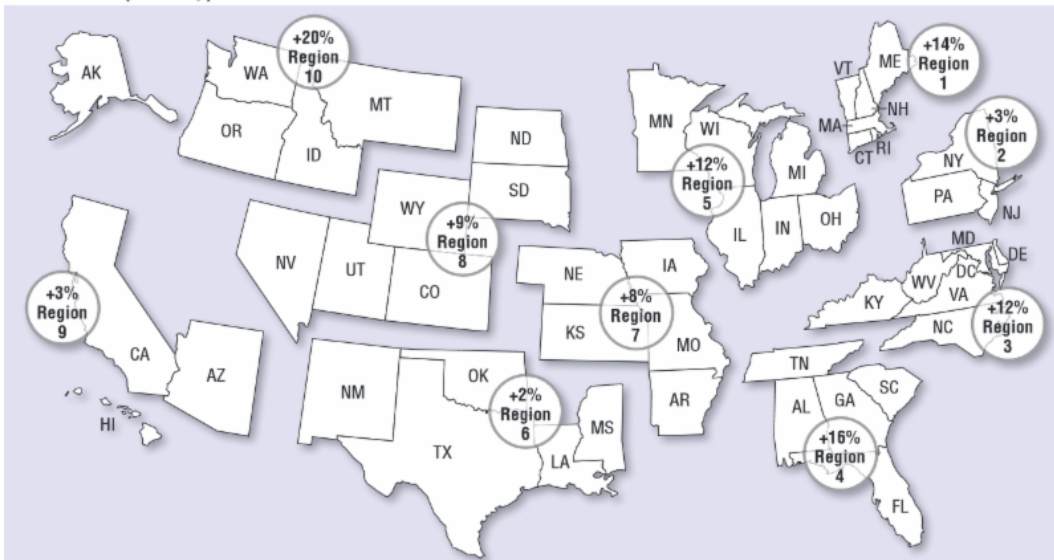 AK
WA
OR
ID
MT
+20%
Region
10
ND
SD
WY
NV
UT
CO
+9%
Region
8
+3%
Region
9
CA
AZ
HI
NM
OK
TX
LA
MS
+2%
Region
6
NE
IA
KS
MO
AR
+8%
Region
7
MN
WI
MI
IL
IN
OH
+12%
Region
5
VT
ME
NH
MA
CT
RI
+14%
Region
1
+3%
Region
2
NY
PA
NJ
MD
DE
DC
WV
VA
KY
NC
+12%
Region
3
TN
SC
AL
GA
FL
+16%
Region
4